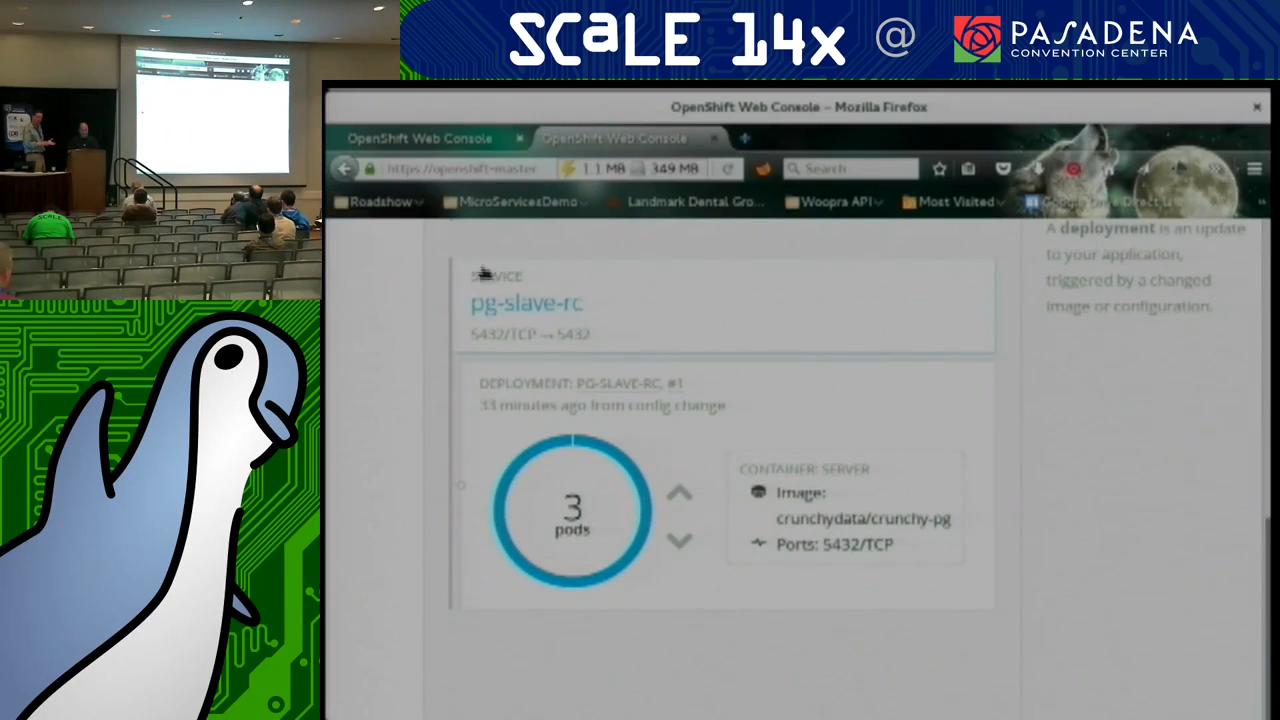 SCALE 14x @ PASADENA
CONVENTION CENTER
OpenShift Web Console – Mozilla Firefox
OpenShift Web Console
OpenShift Web Console
https://openshift-master
1.1 MB
349 MB
Search
Roadshow
MicroServicesDemo
Landmark Dental Gro...
Woopra API
Most Visited
SERVICE
pg-slave-rc
5432/TCP → 5432
DEPLOYMENT: PG-SLAVE-RC, #1
33 minutes ago from config change
3
pods
CONTAINER: SERVER
Image:
crunchydata/crunchy-pg
Ports: 5432/TCP
A deployment is an update
to your application,
triggered by a changed
image or configuration.
SCALE